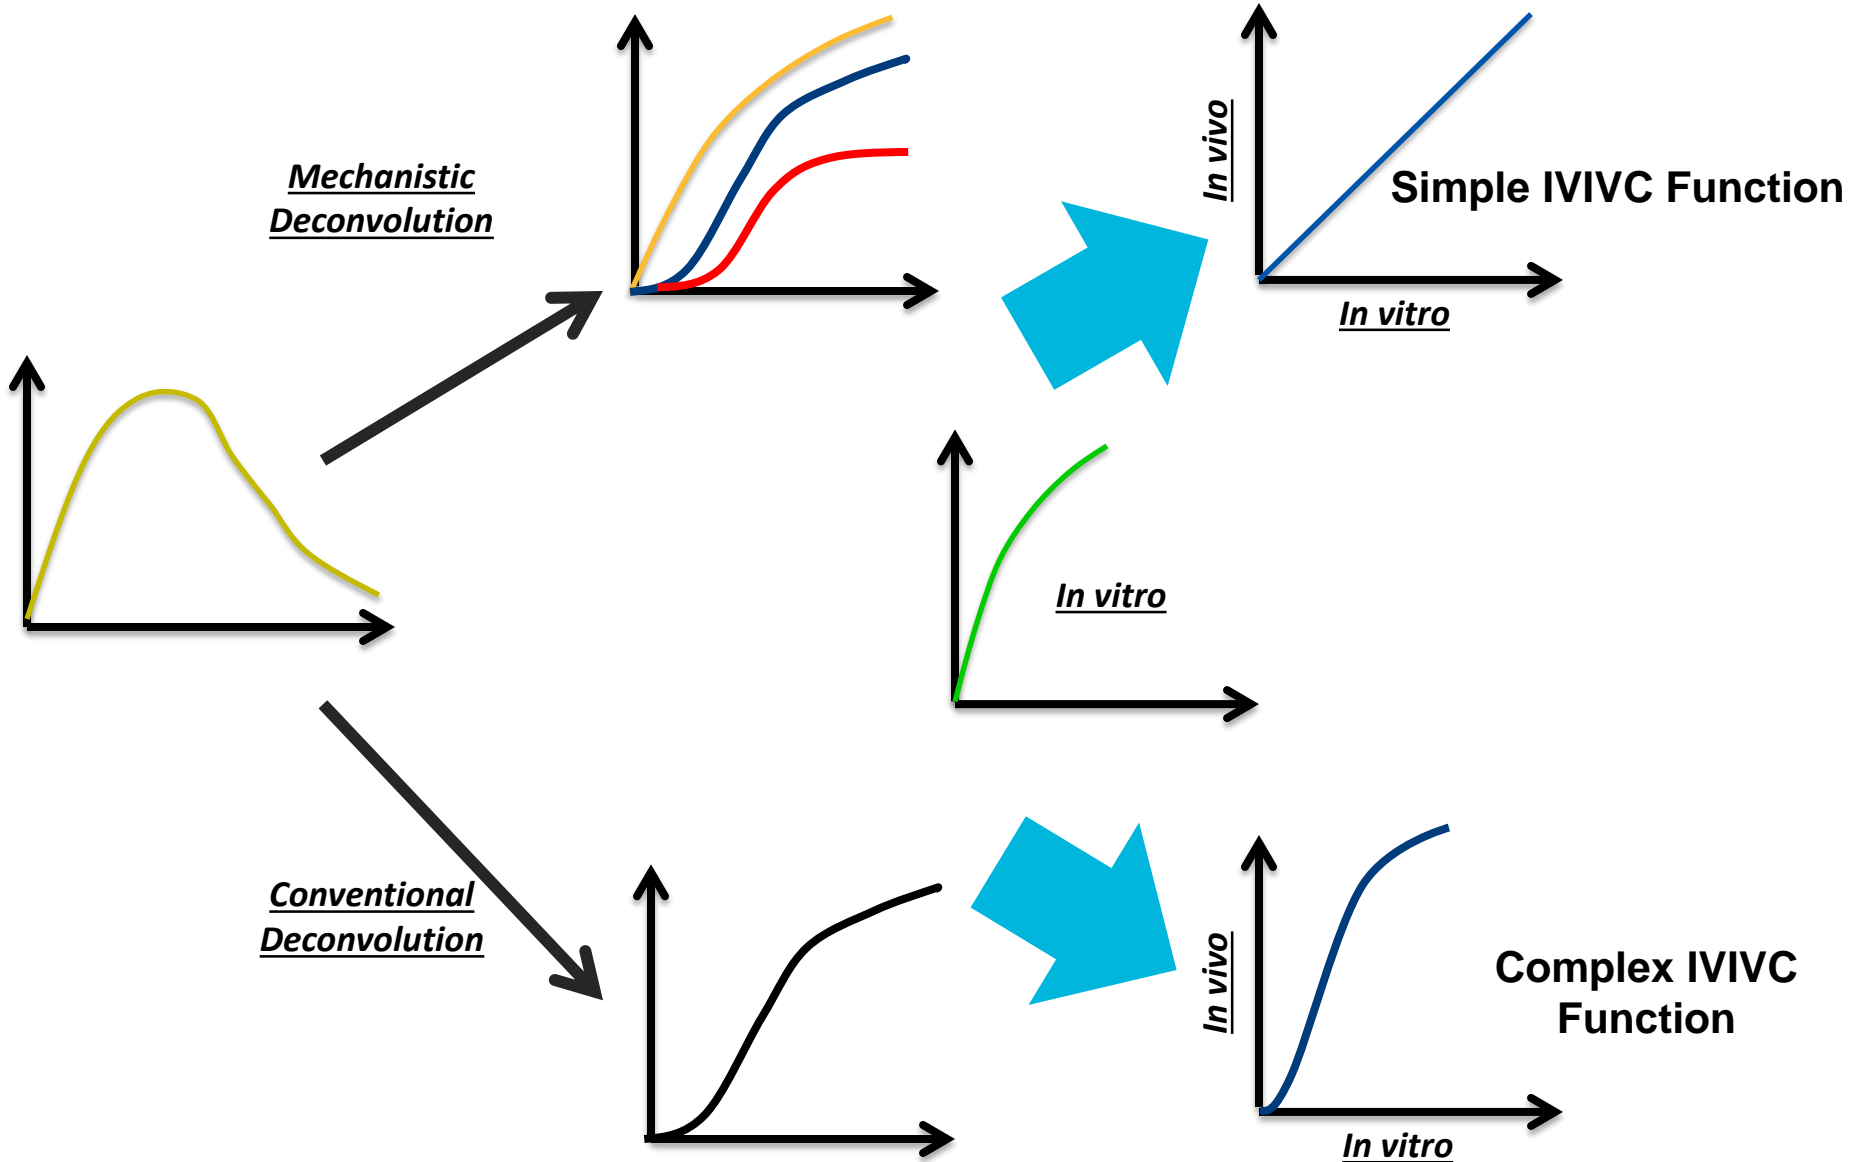 In vivo
Simple IVIVC Function
Mechanistic
Deconvolution
In vitro
In vitro
Conventional
Deconvolution
In vivo
Complex IVIVC
Function
In vitro